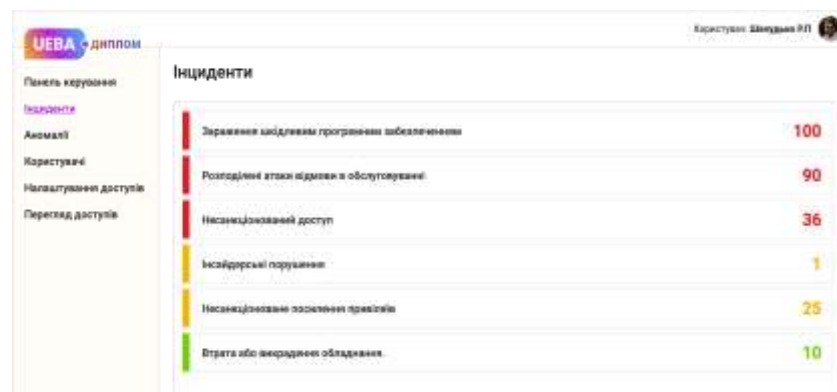 UEBA диплом
Користувач:
Інциденти
Панель керування
Інциденти
Аномалії
Користувачі
Налаштування доступів
Перегляд доступів
Зараження шкідливим програмним забезпеченням 100
Розподілені атаки відмови в обслуговуванні 90
Несанкціонований доступ 36
Інсайдерські порушення 1
Несанкціоноване посилення привілеїв 25
Втрата або викрадення обладнання 10